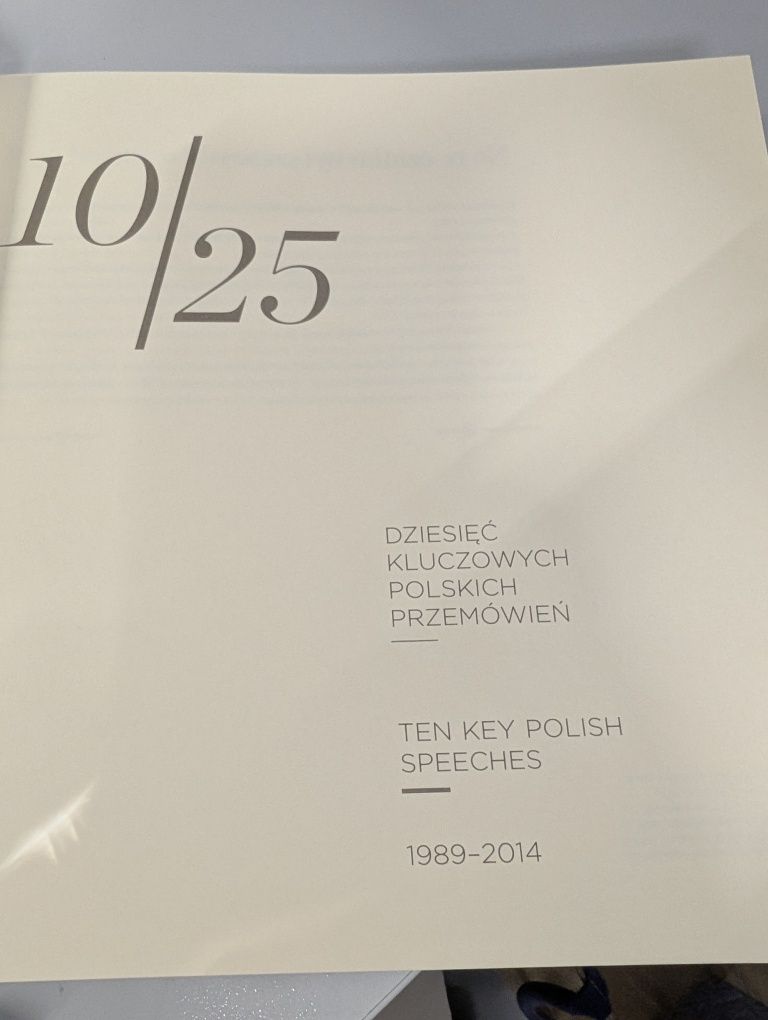 10/25
DZIESIĘĆ
KLUCZOWYCH
POLSKICH
PRZEMÓWIEŃ
TEN KEY POLISH
SPEECHES
1989–2014